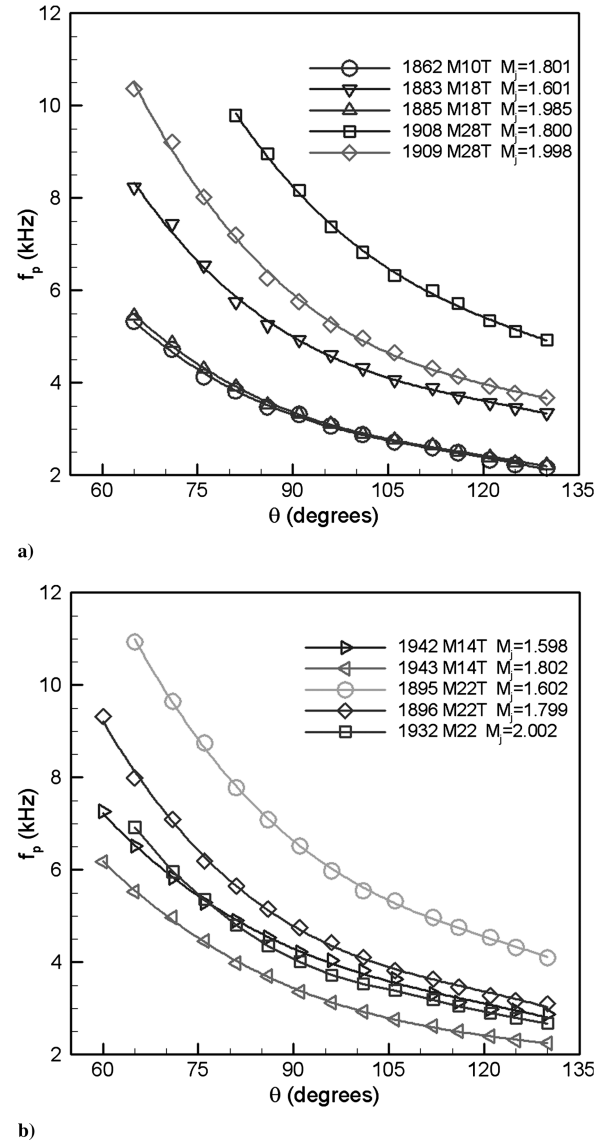 12
10
8
6
4
2
f_p (kHz)
1862 M10T M_j=1.801
1883 M18T M_j=1.601
1885 M18T M_j=1.985
1908 M28T M_j=1.800
1909 M28T M_j=1.998
60 75 90 105 120 135
θ (degrees)
a)
12
10
8
6
4
2
f_p (kHz)
1942 M14T M_j=1.598
1943 M14T M_j=1.802
1895 M22T M_j=1.602
1896 M22T M_j=1.799
1932 M22 M_j=2.002
60 75 90 105 120 135
θ (degrees)
b)